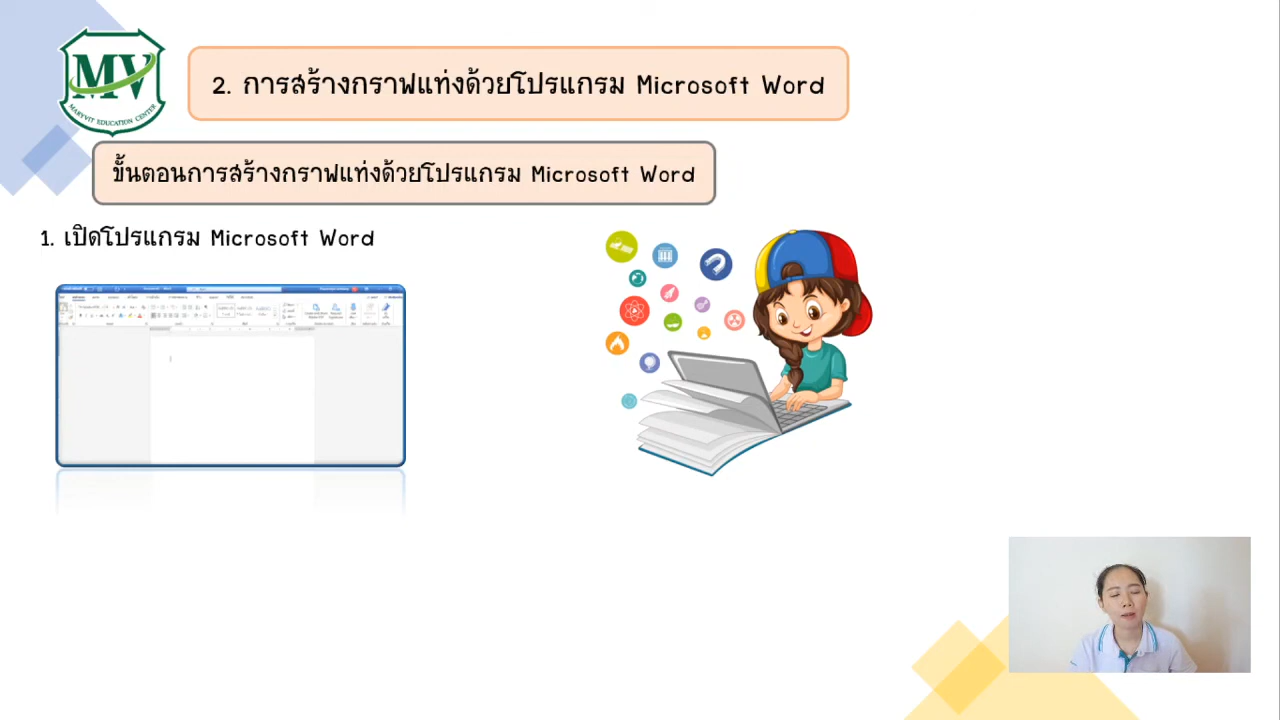 MV
MARYVIT EDUCATION CENTER
2. การสร้างกราฟแท่งด้วยโปรแกรม Microsoft Word
ขั้นตอนการสร้างกราฟแท่งด้วยโปรแกรม Microsoft Word
1. เปิดโปรแกรม Microsoft Word